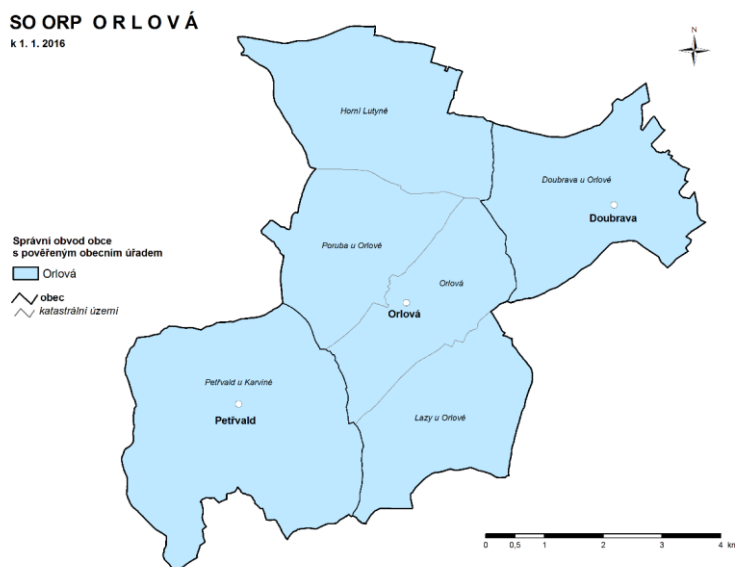 SO ORP ORLOVÁ
k 1. 1. 2016
N
Horní Lutyně
Doubrava u Orlové
Doubrava
Poruba u Orlové
Orlová
Orlová
Správní obvod obce
s pověřeným obecním úřadem
Orlová
obec
katastrální území
Petřvald u Karviné
Petřvald
Lazy u Orlové
0 0,5 1 2 3 4 km